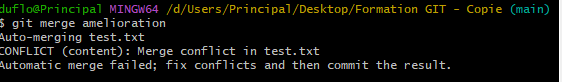 duflo@Principal MINGW64 /d/Users/Principal/Desktop/Formation GIT - Copie (main)
$ git merge amelioration
Auto-merging test.txt
CONFLICT (content): Merge conflict in test.txt
Automatic merge failed; fix conflicts and then commit the result.